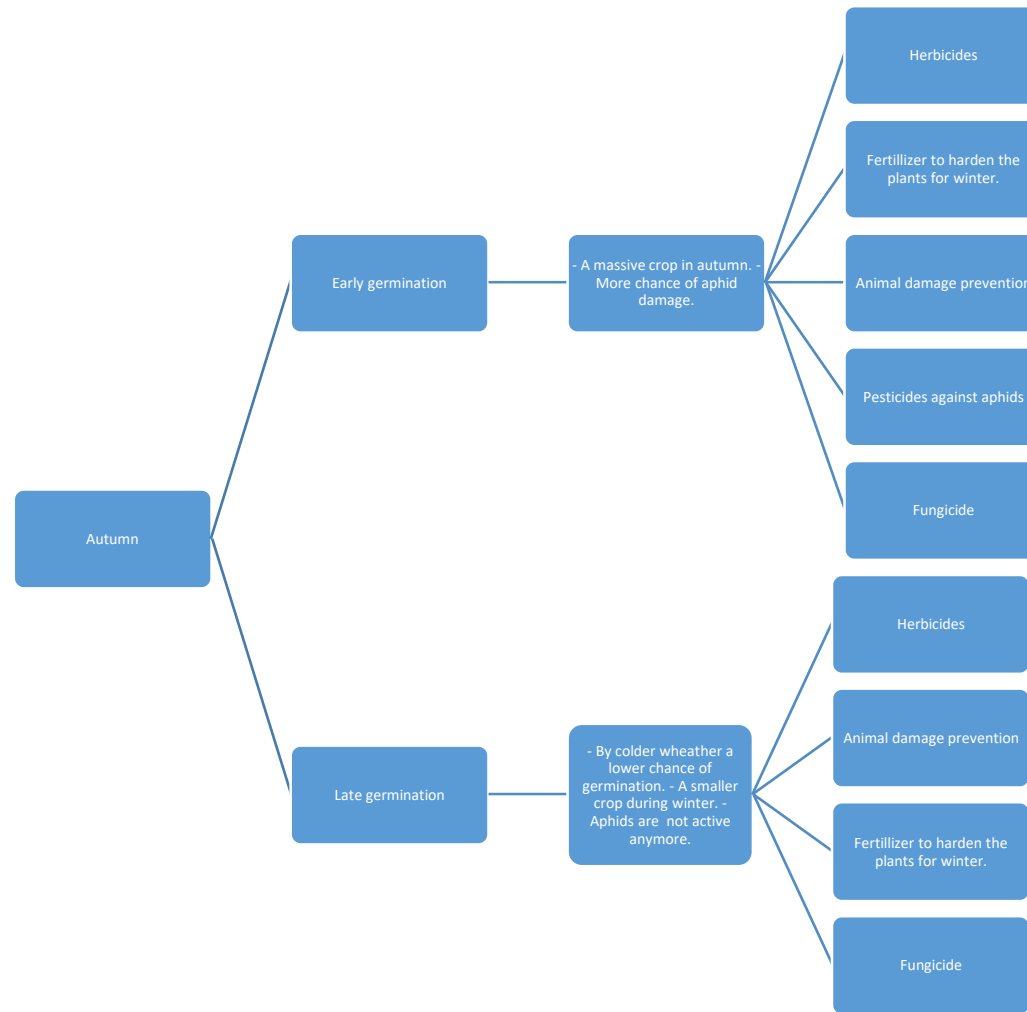 Autumn
Early germination
- A massive crop in autumn. -
More chance of aphid
damage.
Herbicides
Fertillizer to harden the
plants for winter.
Animal damage prevention
Pesticides against aphids
Fungicide
Late germination
- By colder wheather a
lower chance of
germination. - A smaller
crop during winter. -
Aphids are  not active
anymore.
Herbicides
Animal damage prevention
Fertillizer to harden the
plants for winter.
Fungicide